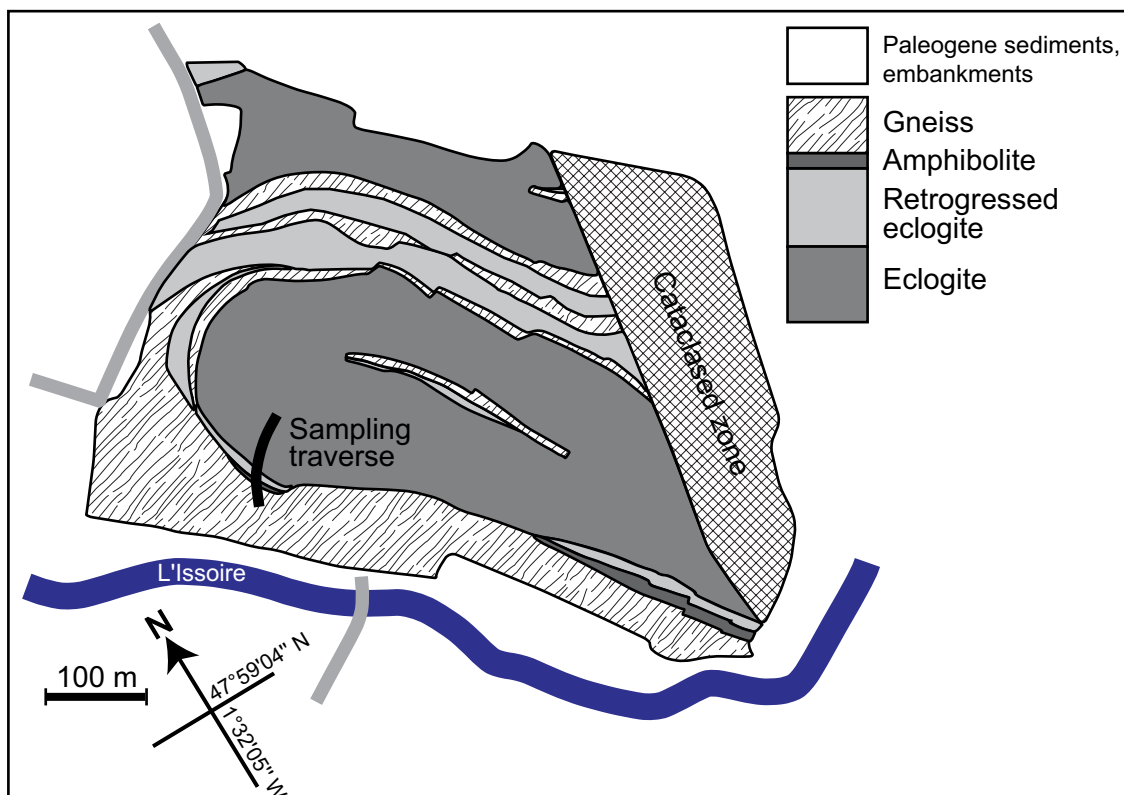 Paleogene sediments,
embankments
Gneiss
Amphibolite
Retrogressed
eclogite
Eclogite
Cataclased zone
Sampling
traverse
L'Issoire
N
47°59'04" N
1°32'05" W
100 m